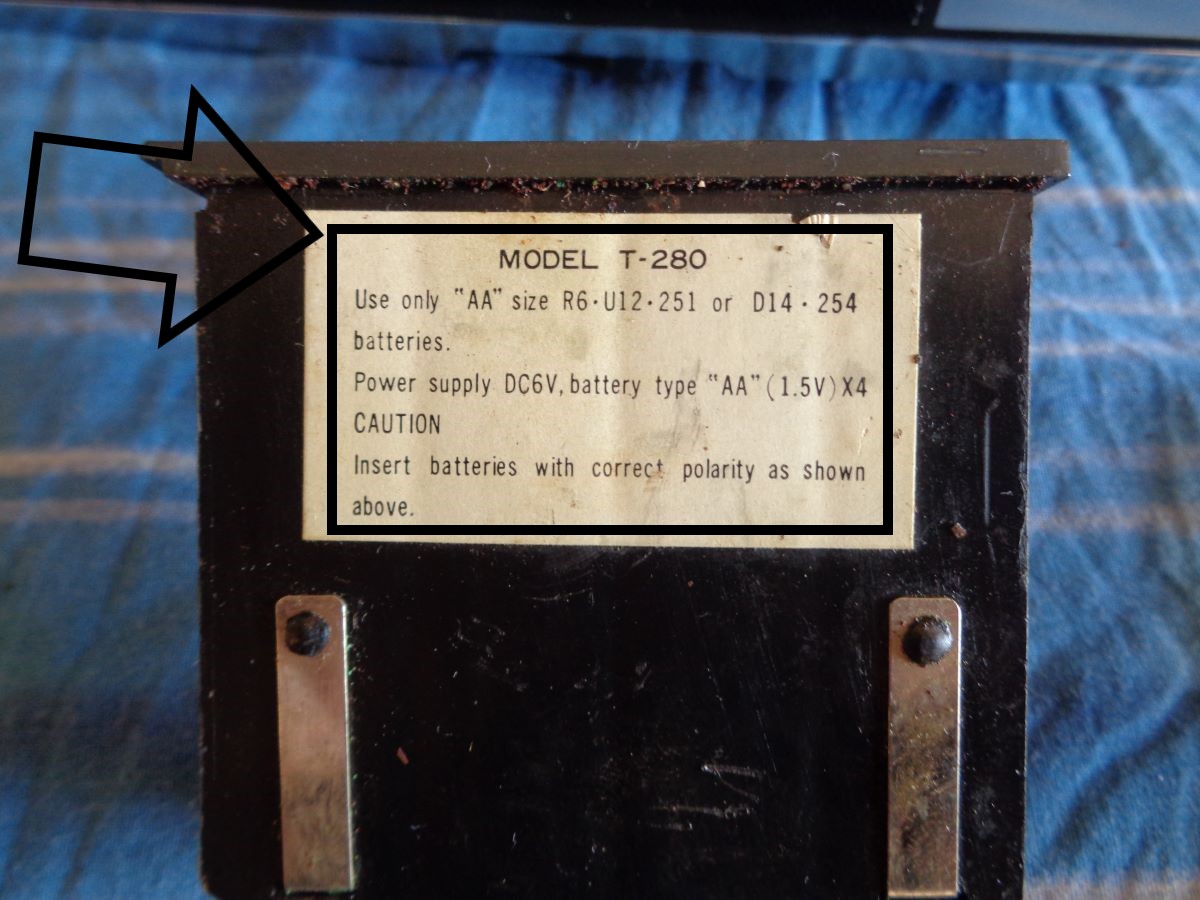 MODEL T-280
Use only "AA" size R6·U12·251 or D14·254
batteries.
Power supply DC6V, battery type "AA" (1.5V) X4
CAUTION
Insert batteries with correct polarity as shown
above.